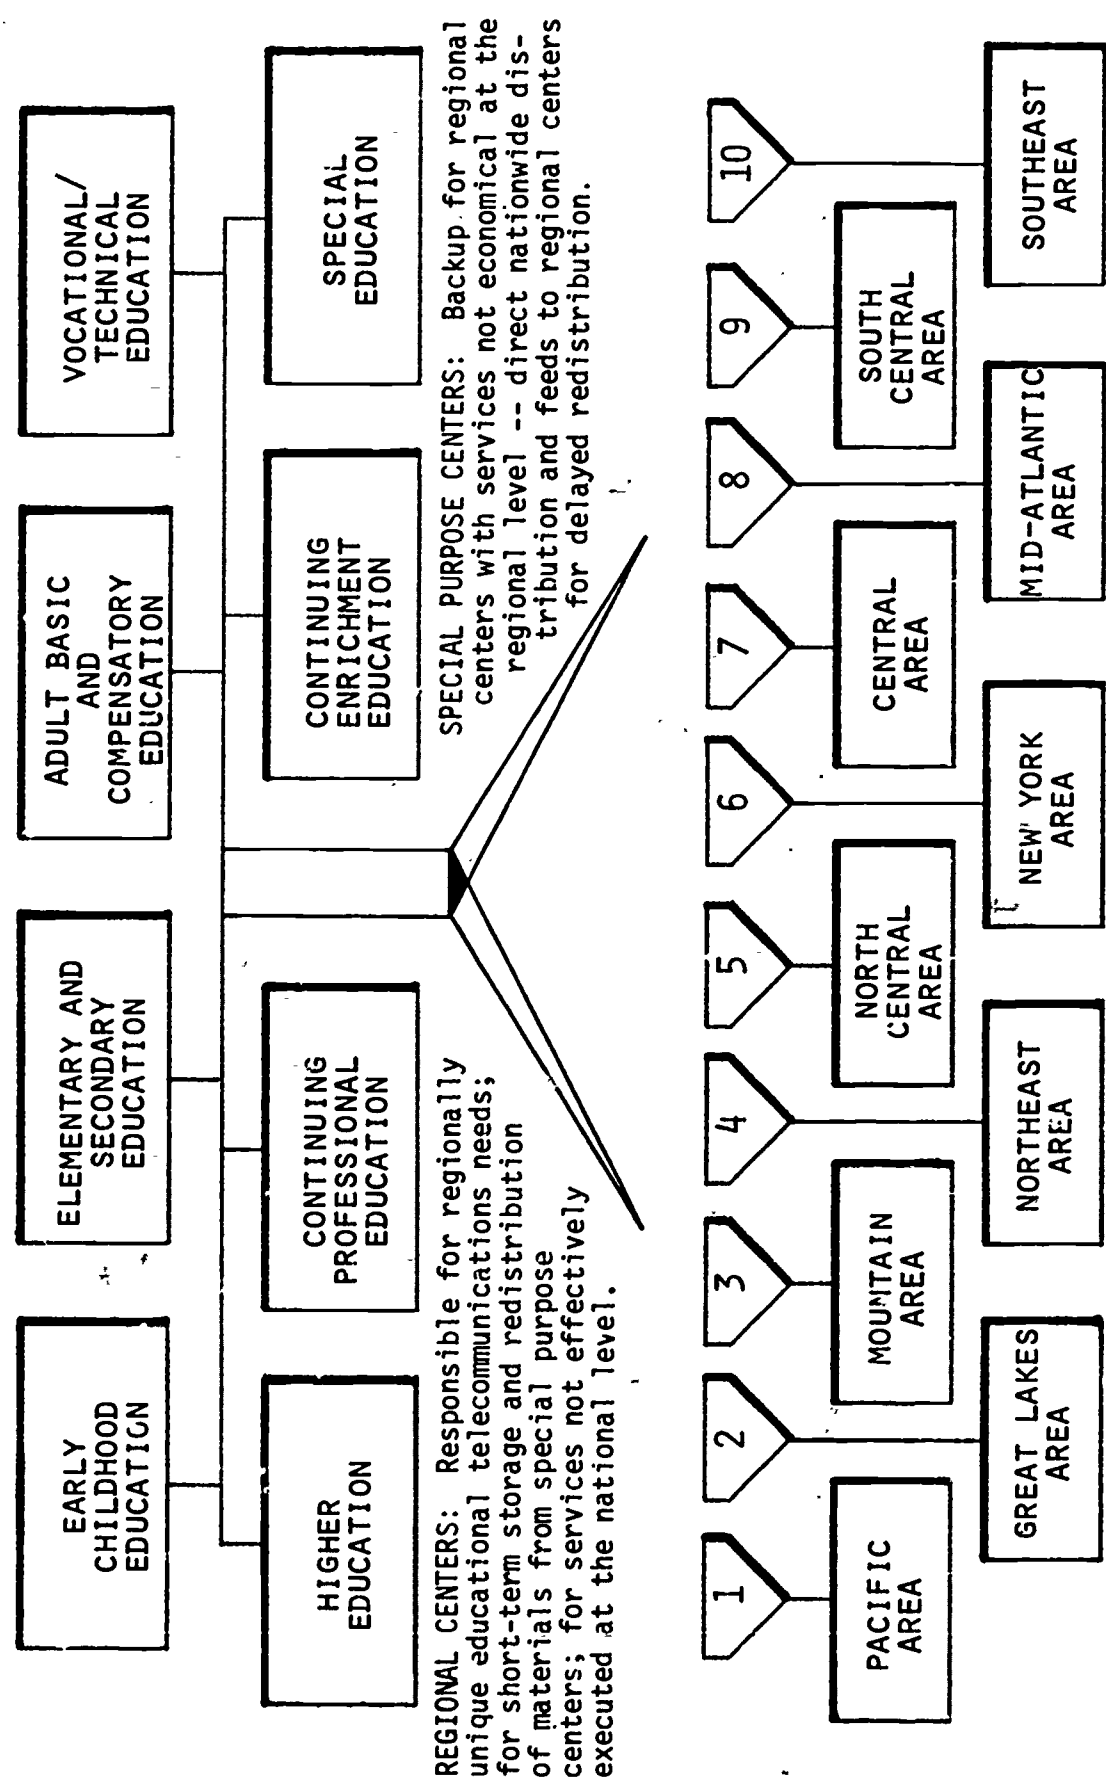 EARLY
CHILDHOOD
EDUCATION
ELEMENTARY AND
SECONDARY
EDUCATION
ADULT BASIC
AND
COMPENSATORY
EDUCATION
VOCATIONAL/
TECHNICAL
EDUCATION
HIGHER
EDUCATION
CONTINUING
PROFESSIONAL
EDUCATION
CONTINUING
ENRICHMENT
EDUCATION
SPECIAL
EDUCATION
REGIONAL CENTERS: Responsible for regionally
unique educational telecommunications needs;
for short-term storage and redistribution
of materials from special purpose
centers; for services not effectively
executed at the national level.
SPECIAL PURPOSE CENTERS: Backup for regional
centers with services not economical at the
regional level -- direct nationwide dis-
tribution and feeds to regional centers
for delayed redistribution.
1
2
3
4
5
6
7
8
9
10
PACIFIC
AREA
MOUNTAIN
AREA
NORTH
CENTRAL
AREA
CENTRAL
AREA
SOUTH
CENTRAL
AREA
GREAT LAKES
AREA
NORTHEAST
AREA
NEW YORK
AREA
MID-ATLANTIC
AREA
SOUTHEAST
AREA